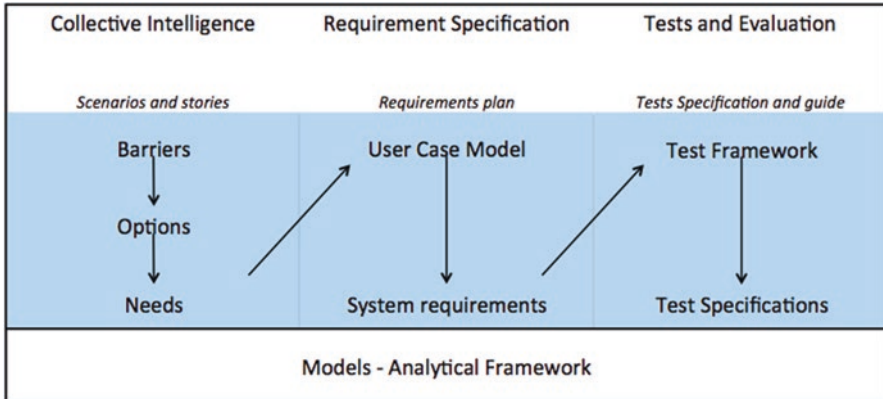 Collective Intelligence
Requirement Specification
Tests and Evaluation
Scenarios and stories
Requirements plan
Tests Specification and guide
Barriers
User Case Model
Test Framework
Options
Needs
System requirements
Test Specifications
Models - Analytical Framework